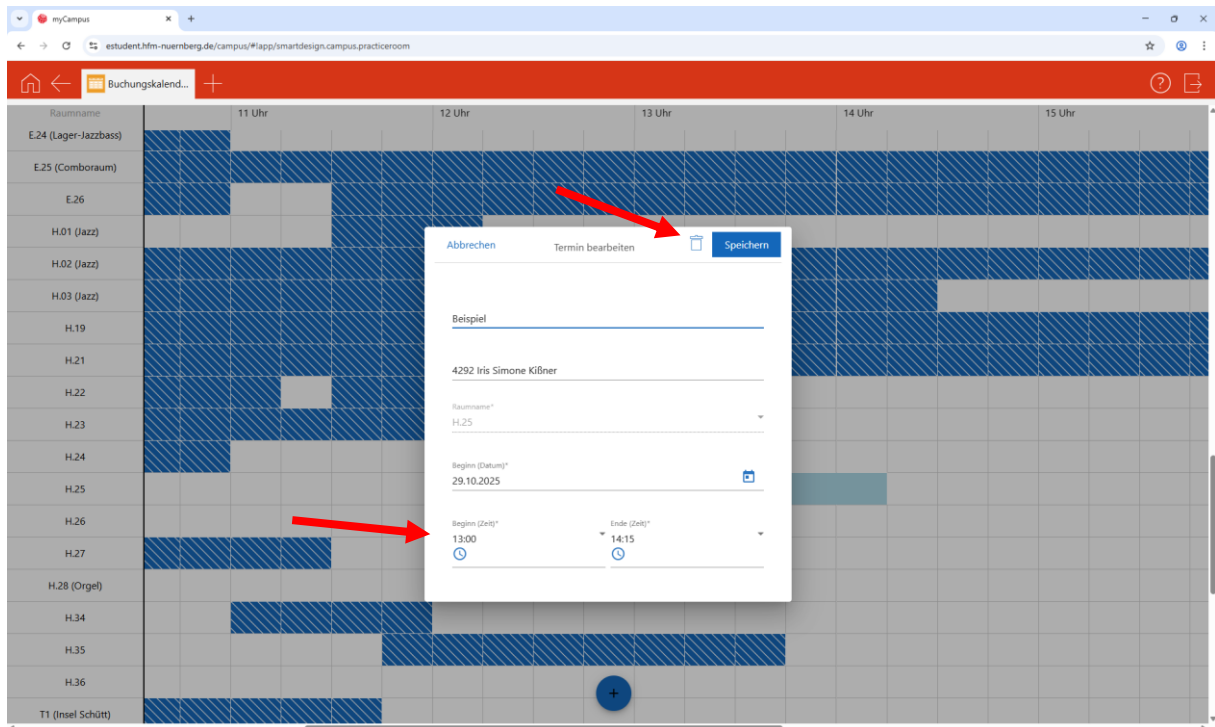 myCampus
estudent.hfm-nuernberg.de/campus/#lapp/smartdesign.campus.practiceroom
Buchungskalend...
Raumname
11 Uhr
12 Uhr
13 Uhr
14 Uhr
15 Uhr
E.24 (Lager-Jazzbass)
E.25 (Comboraum)
E.26
H.01 (Jazz)
H.02 (Jazz)
H.03 (Jazz)
H.19
H.21
H.22
H.23
H.24
H.25
H.26
H.27
H.28 (Orgel)
H.34
H.35
H.36
T1 (Insel Schütt)
Abbrechen
Termin bearbeiten
Speichern
Beispiel
4292 Iris Simone Kißner
Raumname*
H.25
Beginn (Datum)*
29.10.2025
Beginn (Zeit)*
Ende (Zeit)*
13:00
14:15